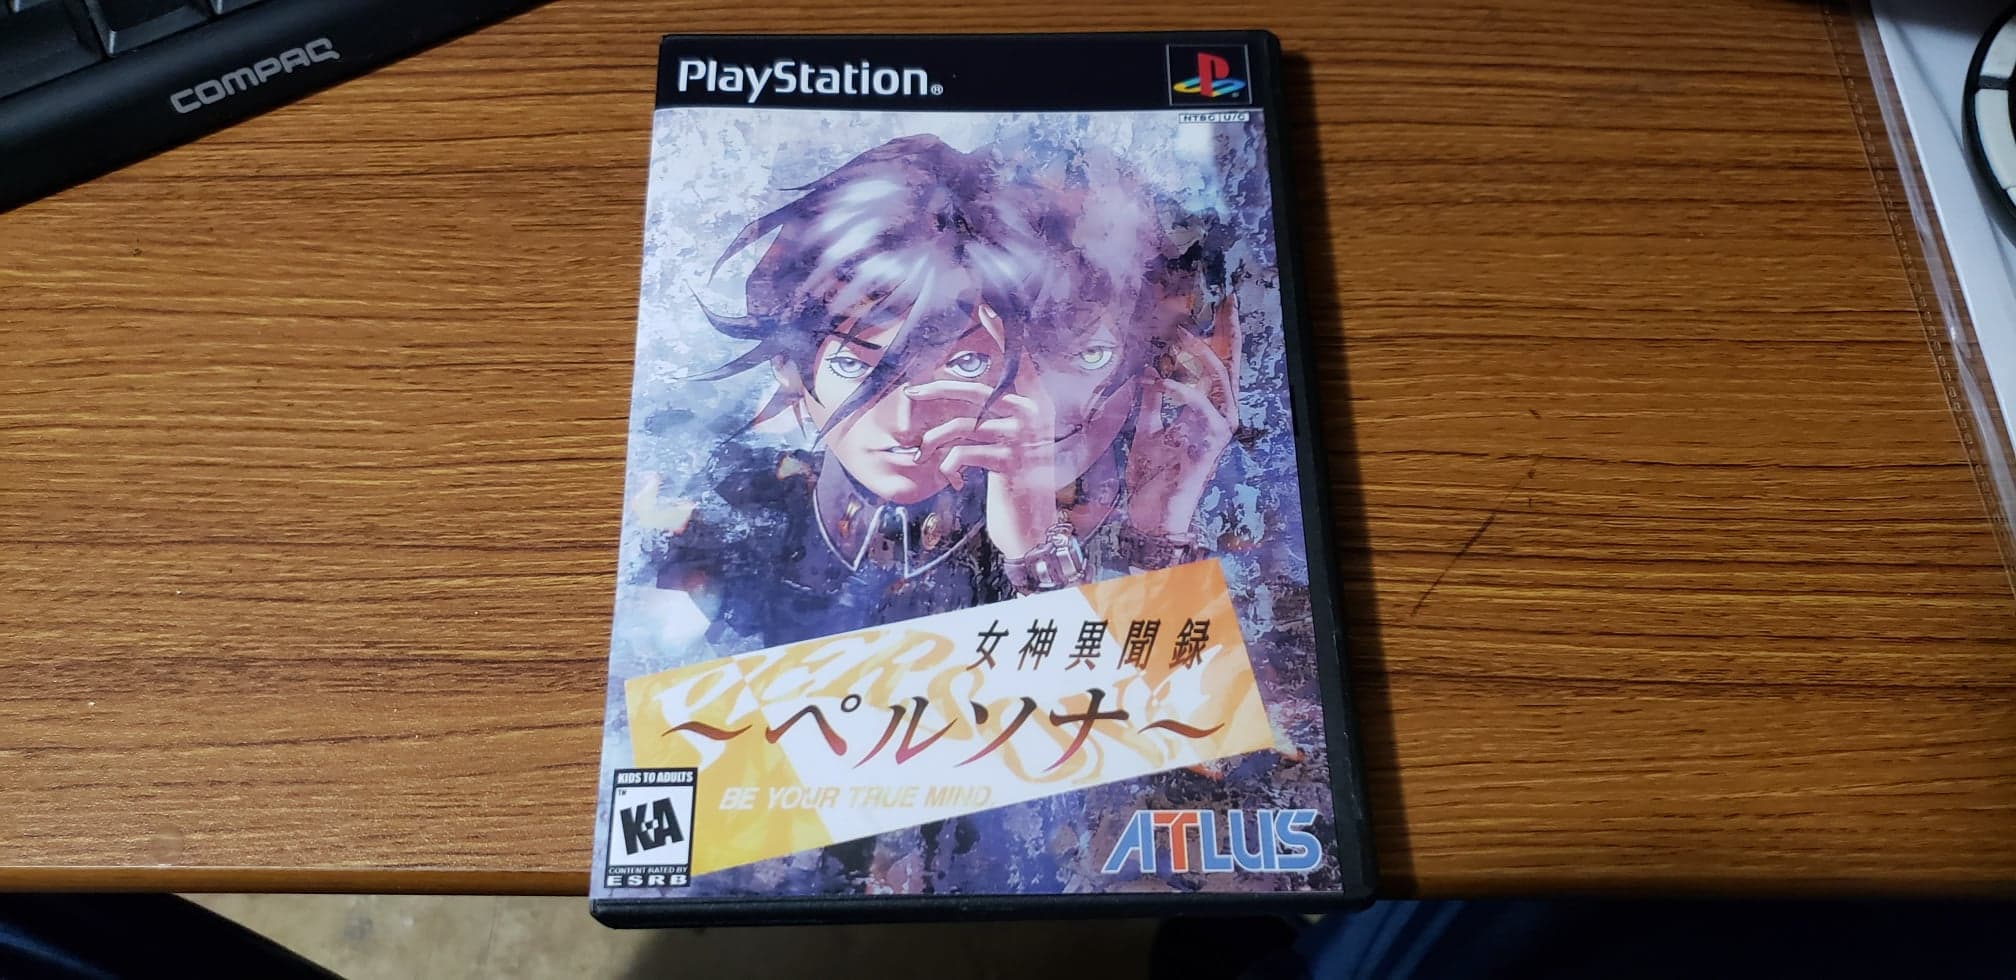 COMPAQ
PlayStation®
NTSC U/C
女神異聞録
～ペルソナ～
BE YOUR TRUE MIND.
KIDS TO ADULTS
TM
K-A
CONTENT RATED BY
ESRB
ATLUS